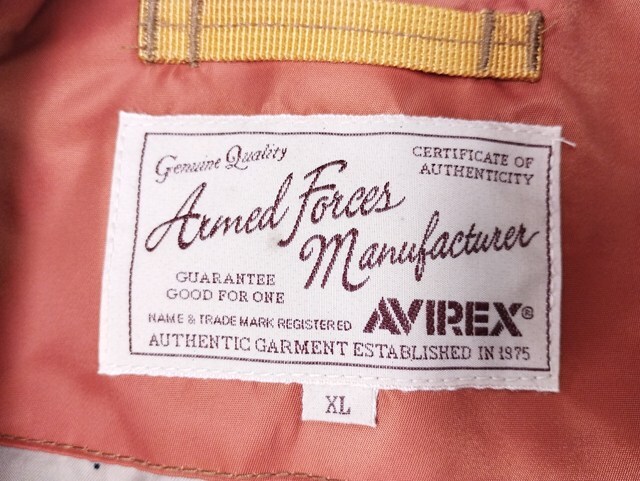 Genuine Quality
CERTIFICATE OF
AUTHENTICITY
Armed Forces
Manufacturer
GUARANTEE
GOOD FOR ONE
NAME & TRADE MARK REGISTERED
AVIREX®
AUTHENTIC GARMENT ESTABLISHED IN 1975
XL